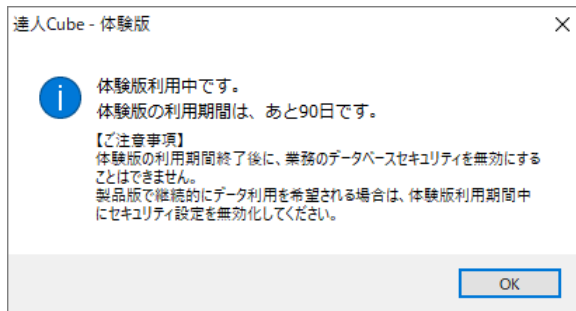 達人Cube - 体験版
体験版利用中です。
体験版の利用期間は、あと90日です。
【ご注意事項】
体験版の利用期間終了後に、業務のデータベースセキュリティを無効にする
ことはできません。
製品版で継続的にデータ利用を希望される場合は、体験版利用期間中
にセキュリティ設定を無効化してください。
OK